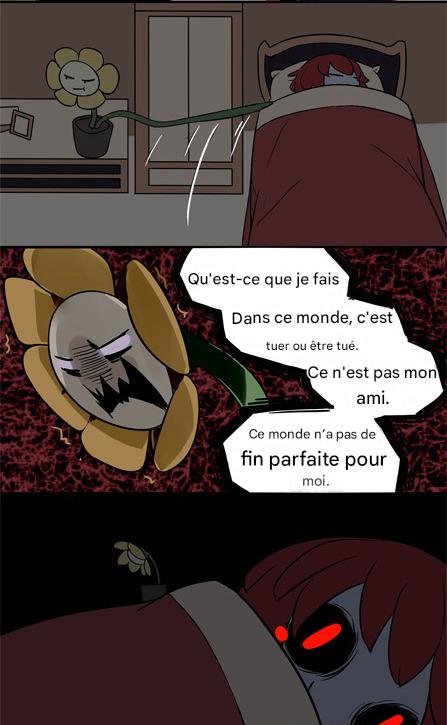 Qu'est-ce que je fais
Dans ce monde, c'est
tuer ou être tué.
Ce n'est pas mon
ami.
Ce monde n'a pas de
fin parfaite pour
moi.